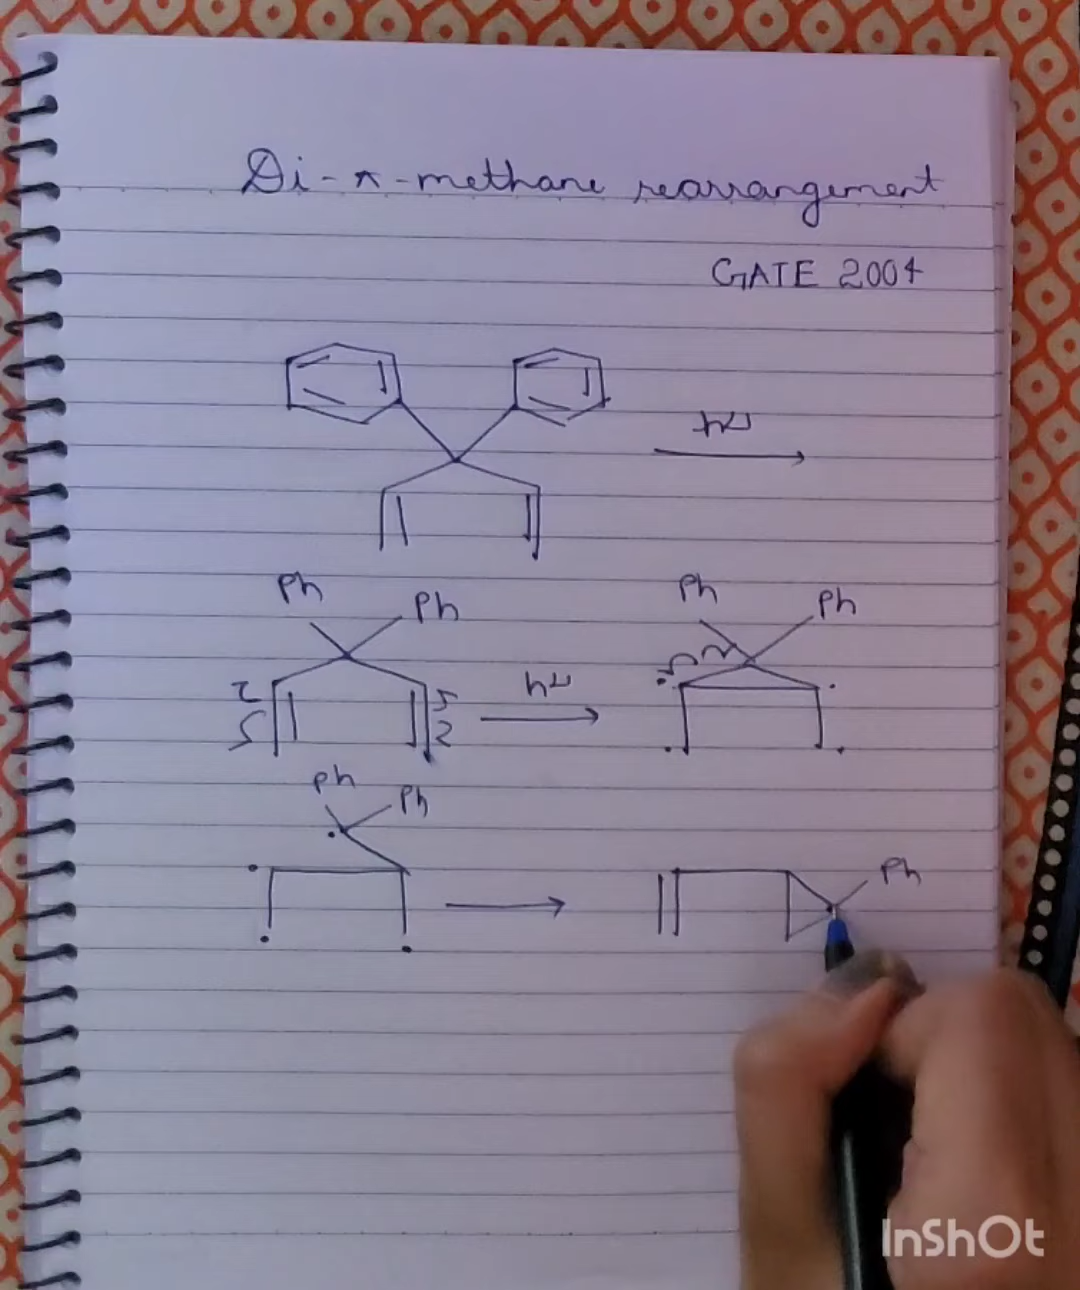 Di-π-methane rearrangement
GATE 2004
hν
Ph Ph
Ph Ph
hν
Ph Ph
Ph
InShOt